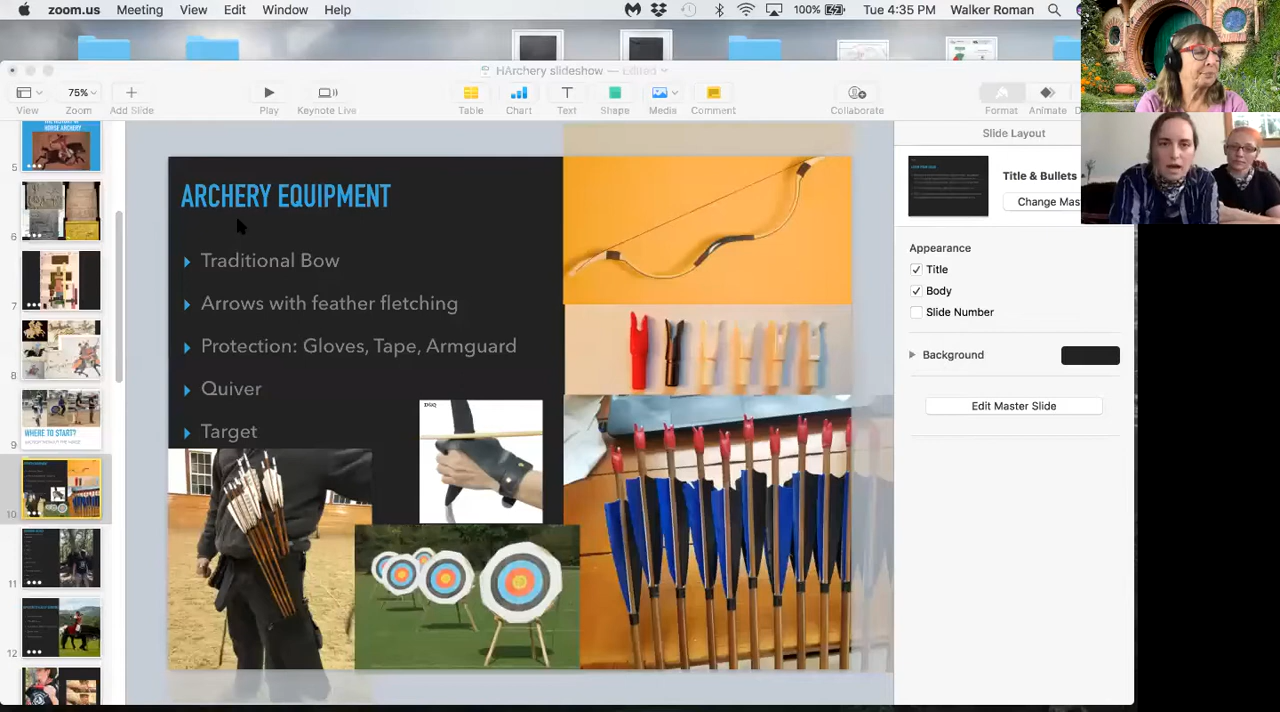 zoom.us Meeting View Edit Window Help 100% Tue 4:35 PM Walker Roman
HArchery slideshow — Edited
75%
View Zoom Add Slide Play Keynote Live Table Chart Text Shape Media Comment Collaborate Format Animate
Slide Layout
5
6
7
8
WHERE TO START?
9
10
11
12
ARCHERY EQUIPMENT
Traditional Bow
Arrows with feather fletching
Protection: Gloves, Tape, Armguard
Quiver
Target
Title & Bullets
Change Mas
Appearance
Title
Body
Slide Number
Background
Edit Master Slide